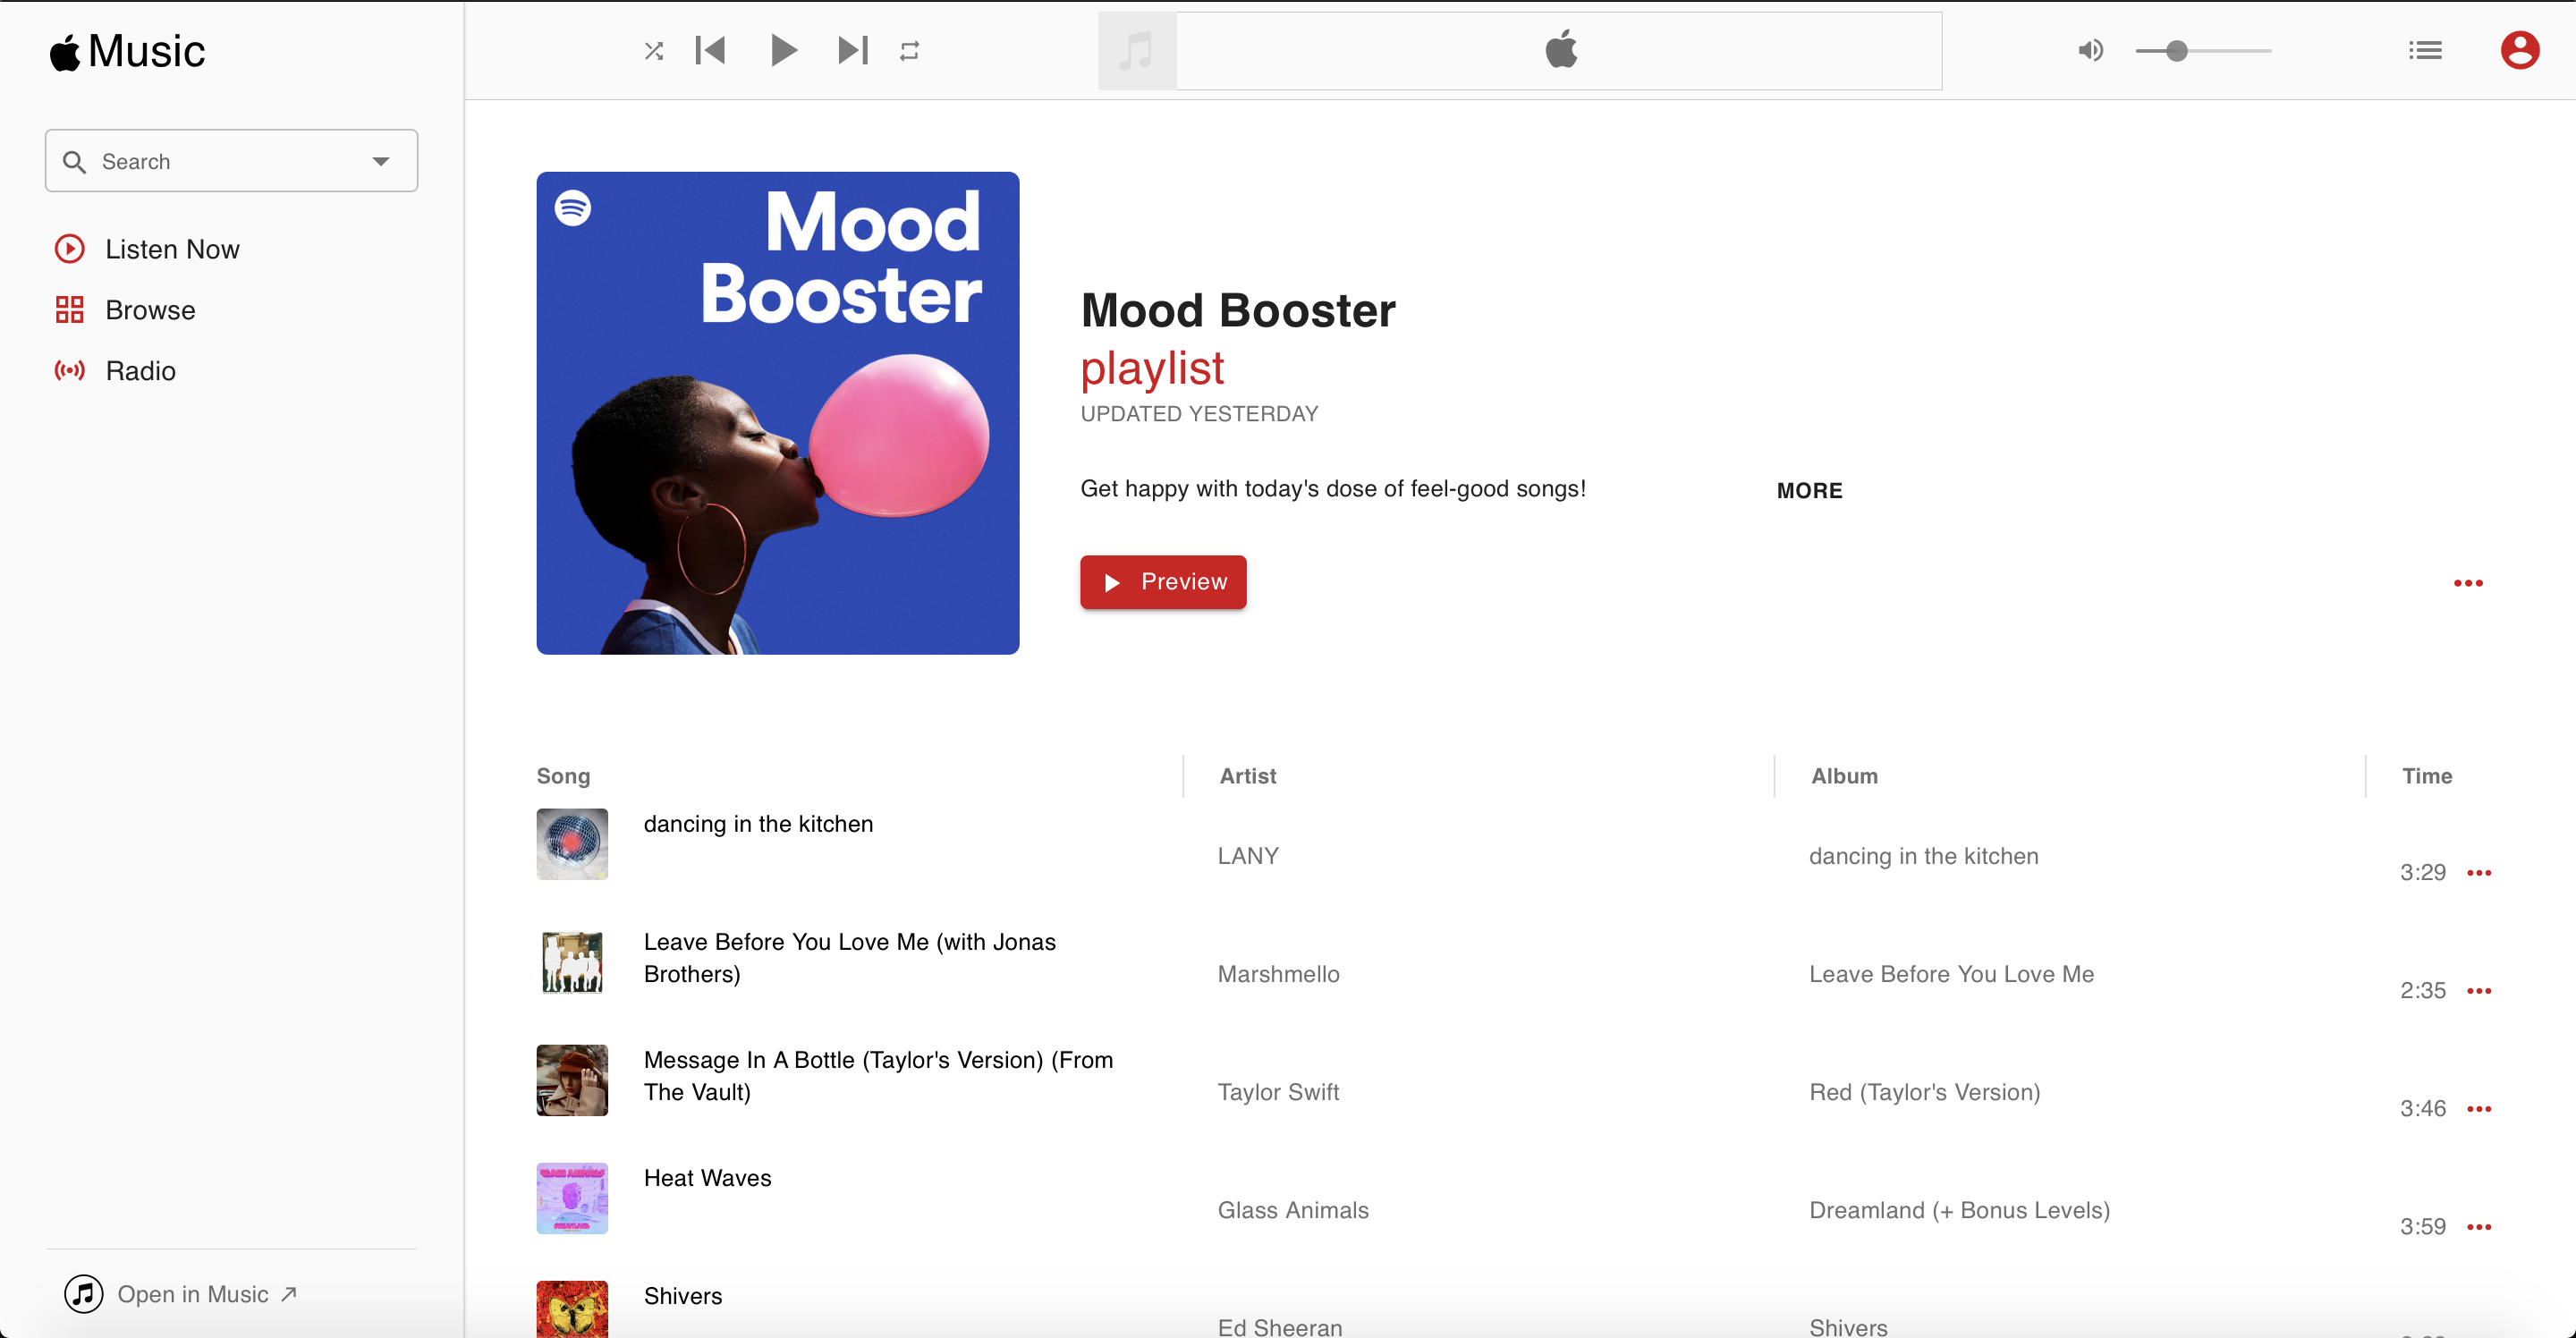 Music
Search
Listen Now
Browse
Radio
Open in Music
Mood
Booster
Mood Booster
playlist
UPDATED YESTERDAY
Get happy with today's dose of feel-good songs!
MORE
Preview
Song Artist Album Time
dancing in the kitchen
LANY dancing in the kitchen
3:29
Leave Before You Love Me (with Jonas
Brothers) Marshmello Leave Before You Love Me
2:35
Message In A Bottle (Taylor's Version) (From
The Vault) Taylor Swift Red (Taylor's Version)
3:46
GLASS ANIMALS
DREAMLAND
Heat Waves
Glass Animals Dreamland (+ Bonus Levels)
3:59
Shivers
Ed Sheeran Shivers